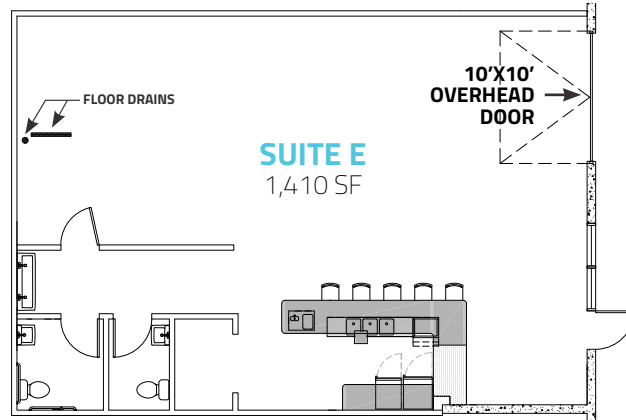 FLOOR DRAINS
10'X10'
OVERHEAD
DOOR
SUITE E
1,410 SF